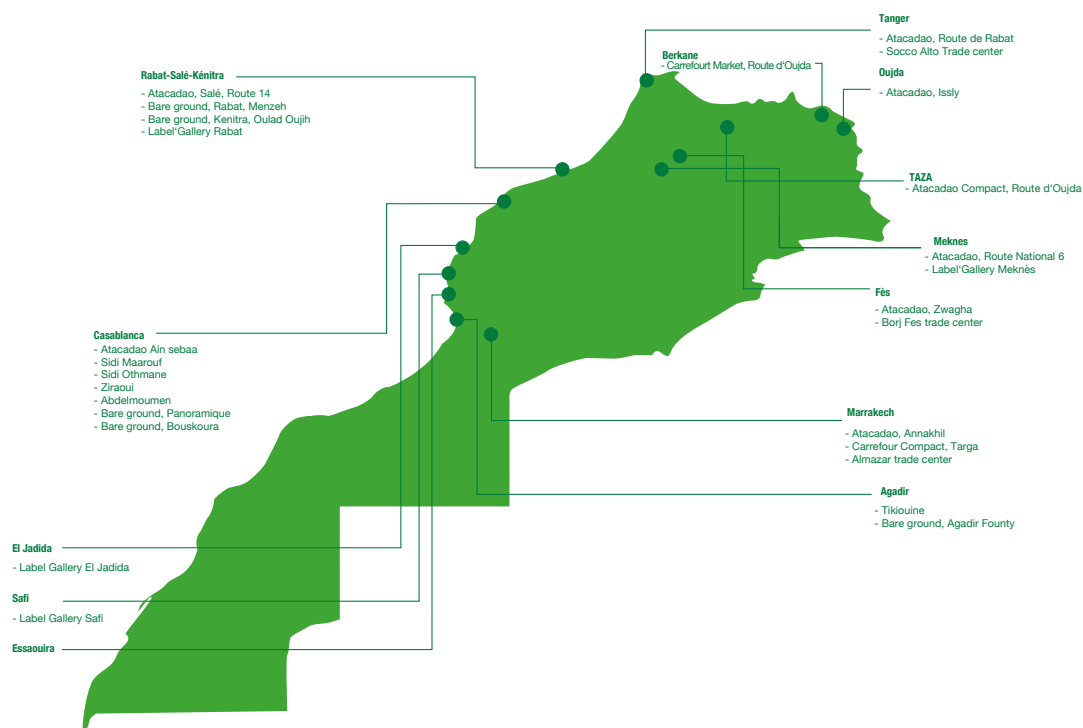 Tanger
- Atacadao, Route de Rabat
- Socco Alto Trade center
Berkane
- Carrefourt Market, Route d'Oujda
Oujda
- Atacadao, Issly
Rabat-Salé-Kénitra
- Atacadao, Salé, Route 14
- Bare ground, Rabat, Menzeh
- Bare ground, Kenitra, Oulad Oujih
- Label'Gallery Rabat
TAZA
- Atacadao Compact, Route d'Oujda
Meknes
- Atacadao, Route National 6
- Label'Gallery Meknès
Fès
- Atacadao, Zwagha
- Borj Fes trade center
Casablanca
- Atacadao Ain sebaa
- Sidi Maarouf
- Sidi Othmane
- Ziraoui
- Abdelmoumen
- Bare ground, Panoramique
- Bare ground, Bouskoura
Marrakech
- Atacadao, Annakhil
- Carrefour Compact, Targa
- Almazar trade center
Agadir
- Tikiouine
- Bare ground, Agadir Founty
El Jadida
- Label Gallery El Jadida
Safi
- Label Gallery Safi
Essaouira